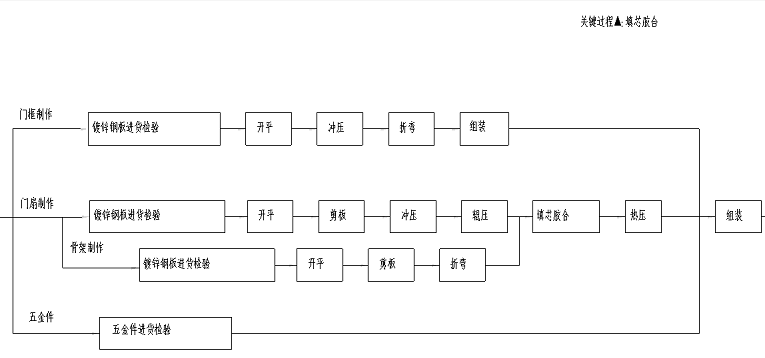 关键过程▲:填芯胶合
门框制作
镀锌钢板进货检验
开平
冲压
折弯
组装
门扇制作
镀锌钢板进货检验
开平
剪板
冲压
辊压
填芯胶合
热压
组装
骨架制作
镀锌钢板进货检验
开平
剪板
折弯
五金件
五金件进货检验